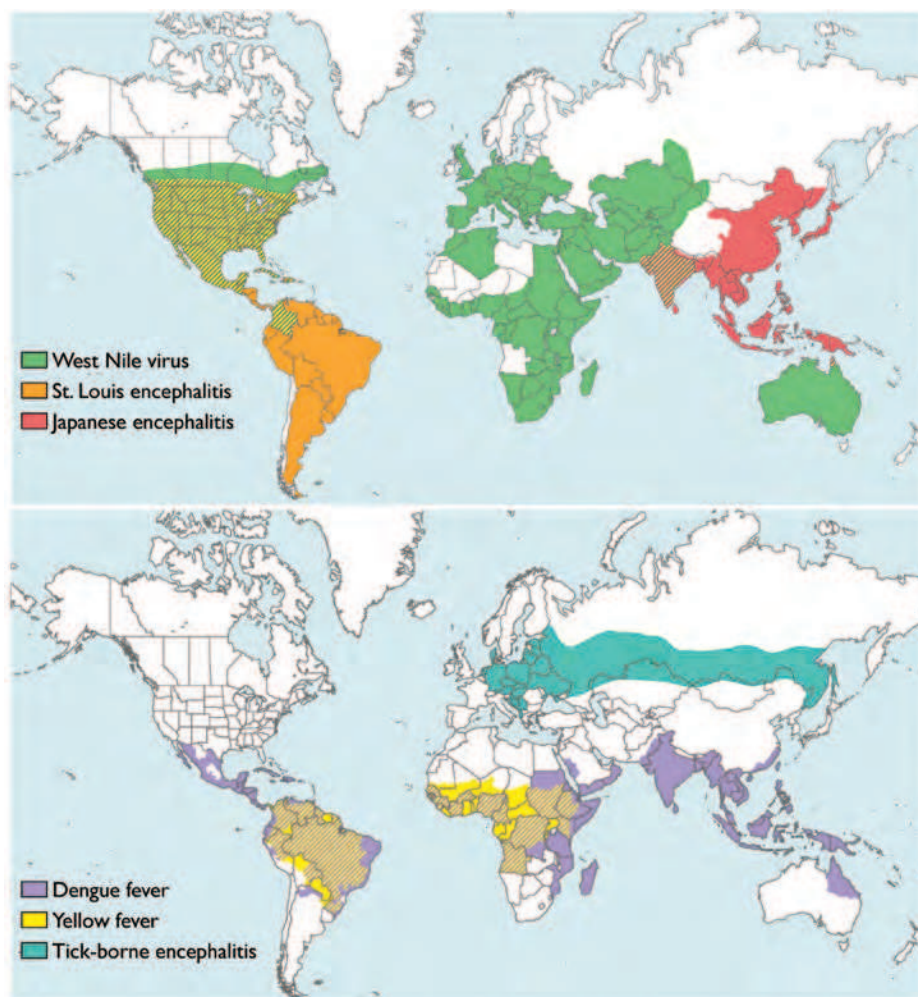 West Nile virus
St. Louis encephalitis
Japanese encephalitis
Dengue fever
Yellow fever
Tick-borne encephalitis